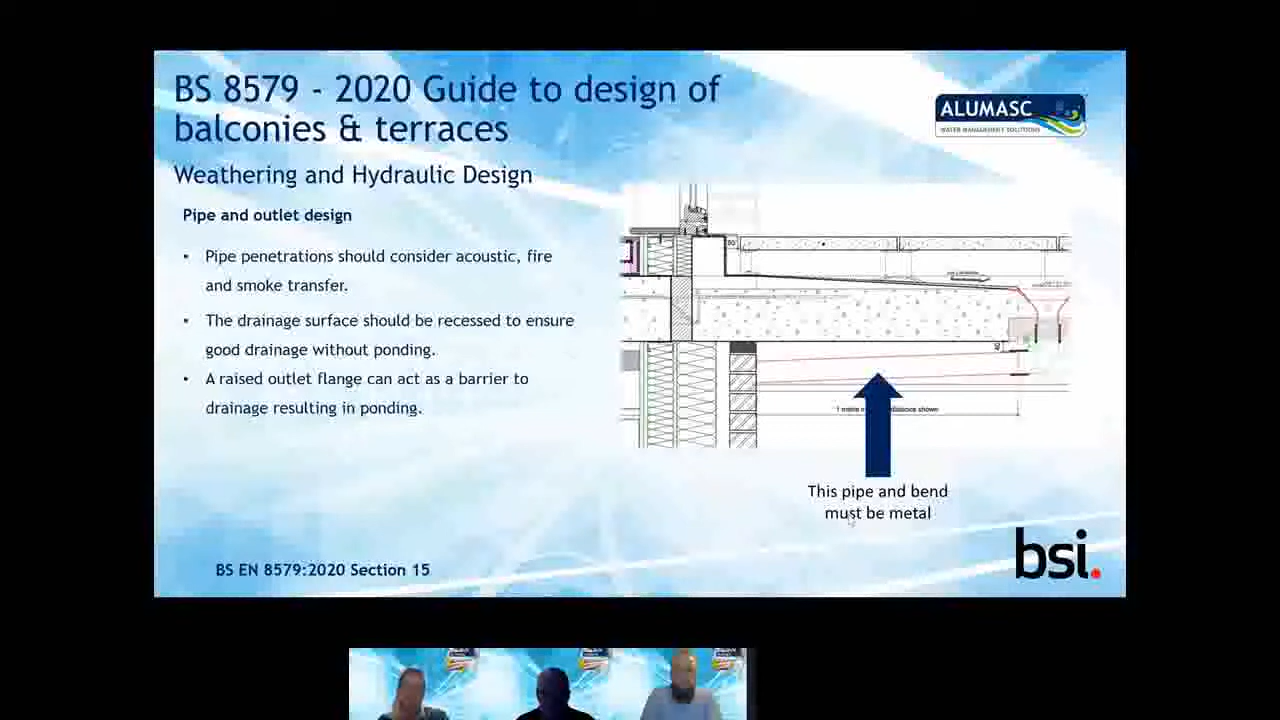 BS 8579 - 2020 Guide to design of
balconies & terraces
ALUMASC
WATER MANAGEMENT SOLUTIONS
Weathering and Hydraulic Design
Pipe and outlet design
• Pipe penetrations should consider acoustic, fire
and smoke transfer.
• The drainage surface should be recessed to ensure
good drainage without ponding.
• A raised outlet flange can act as a barrier to
drainage resulting in ponding.
1 metre
shown
This pipe and bend
must be metal
BS EN 8579:2020 Section 15
bsi.